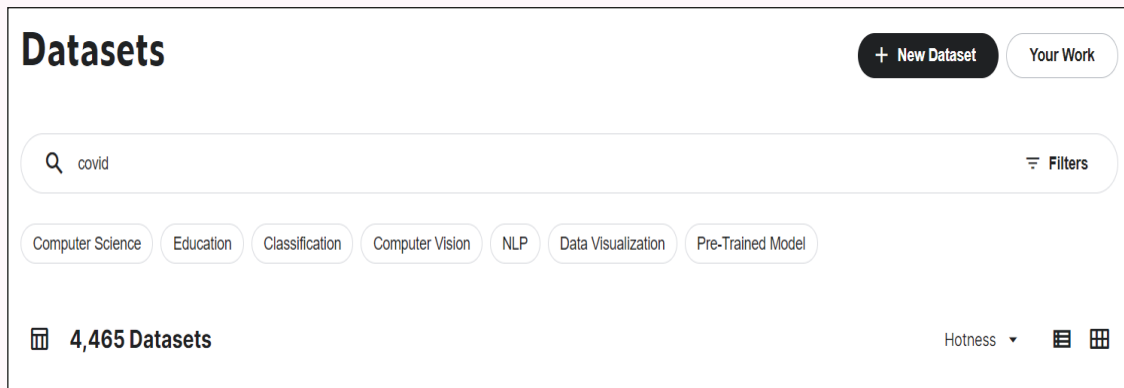 Datasets
+ New Dataset
Your Work
covid
Filters
Computer Science
Education
Classification
Computer Vision
NLP
Data Visualization
Pre-Trained Model
4,465 Datasets
Hotness